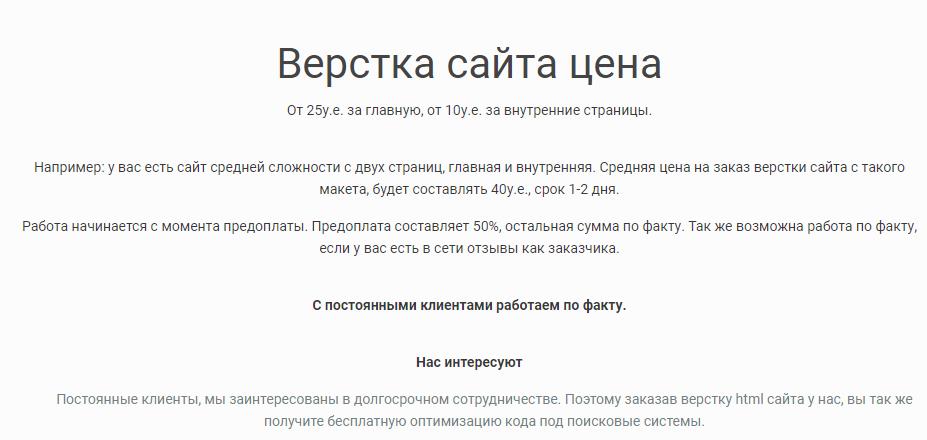 Верстка сайта цена
От 25у.е. за главную, от 10у.е. за внутренние страницы.
Например: у вас есть сайт средней сложности с двух страниц, главная и внутренняя. Средняя цена на заказ верстки сайта с такого
макета, будет составлять 40у.е., срок 1-2 дня.
Работа начинается с момента предоплаты. Предоплата составляет 50%, остальная сумма по факту. Так же возможна работа по факту,
если у вас есть в сети отзывы как заказчика.
С постоянными клиентами работаем по факту.
Нас интересуют
Постоянные клиенты, мы заинтересованы в долгосрочном сотрудничестве. Поэтому заказав верстку html сайта у нас, вы так же
получите бесплатную оптимизацию кода под поисковые системы.